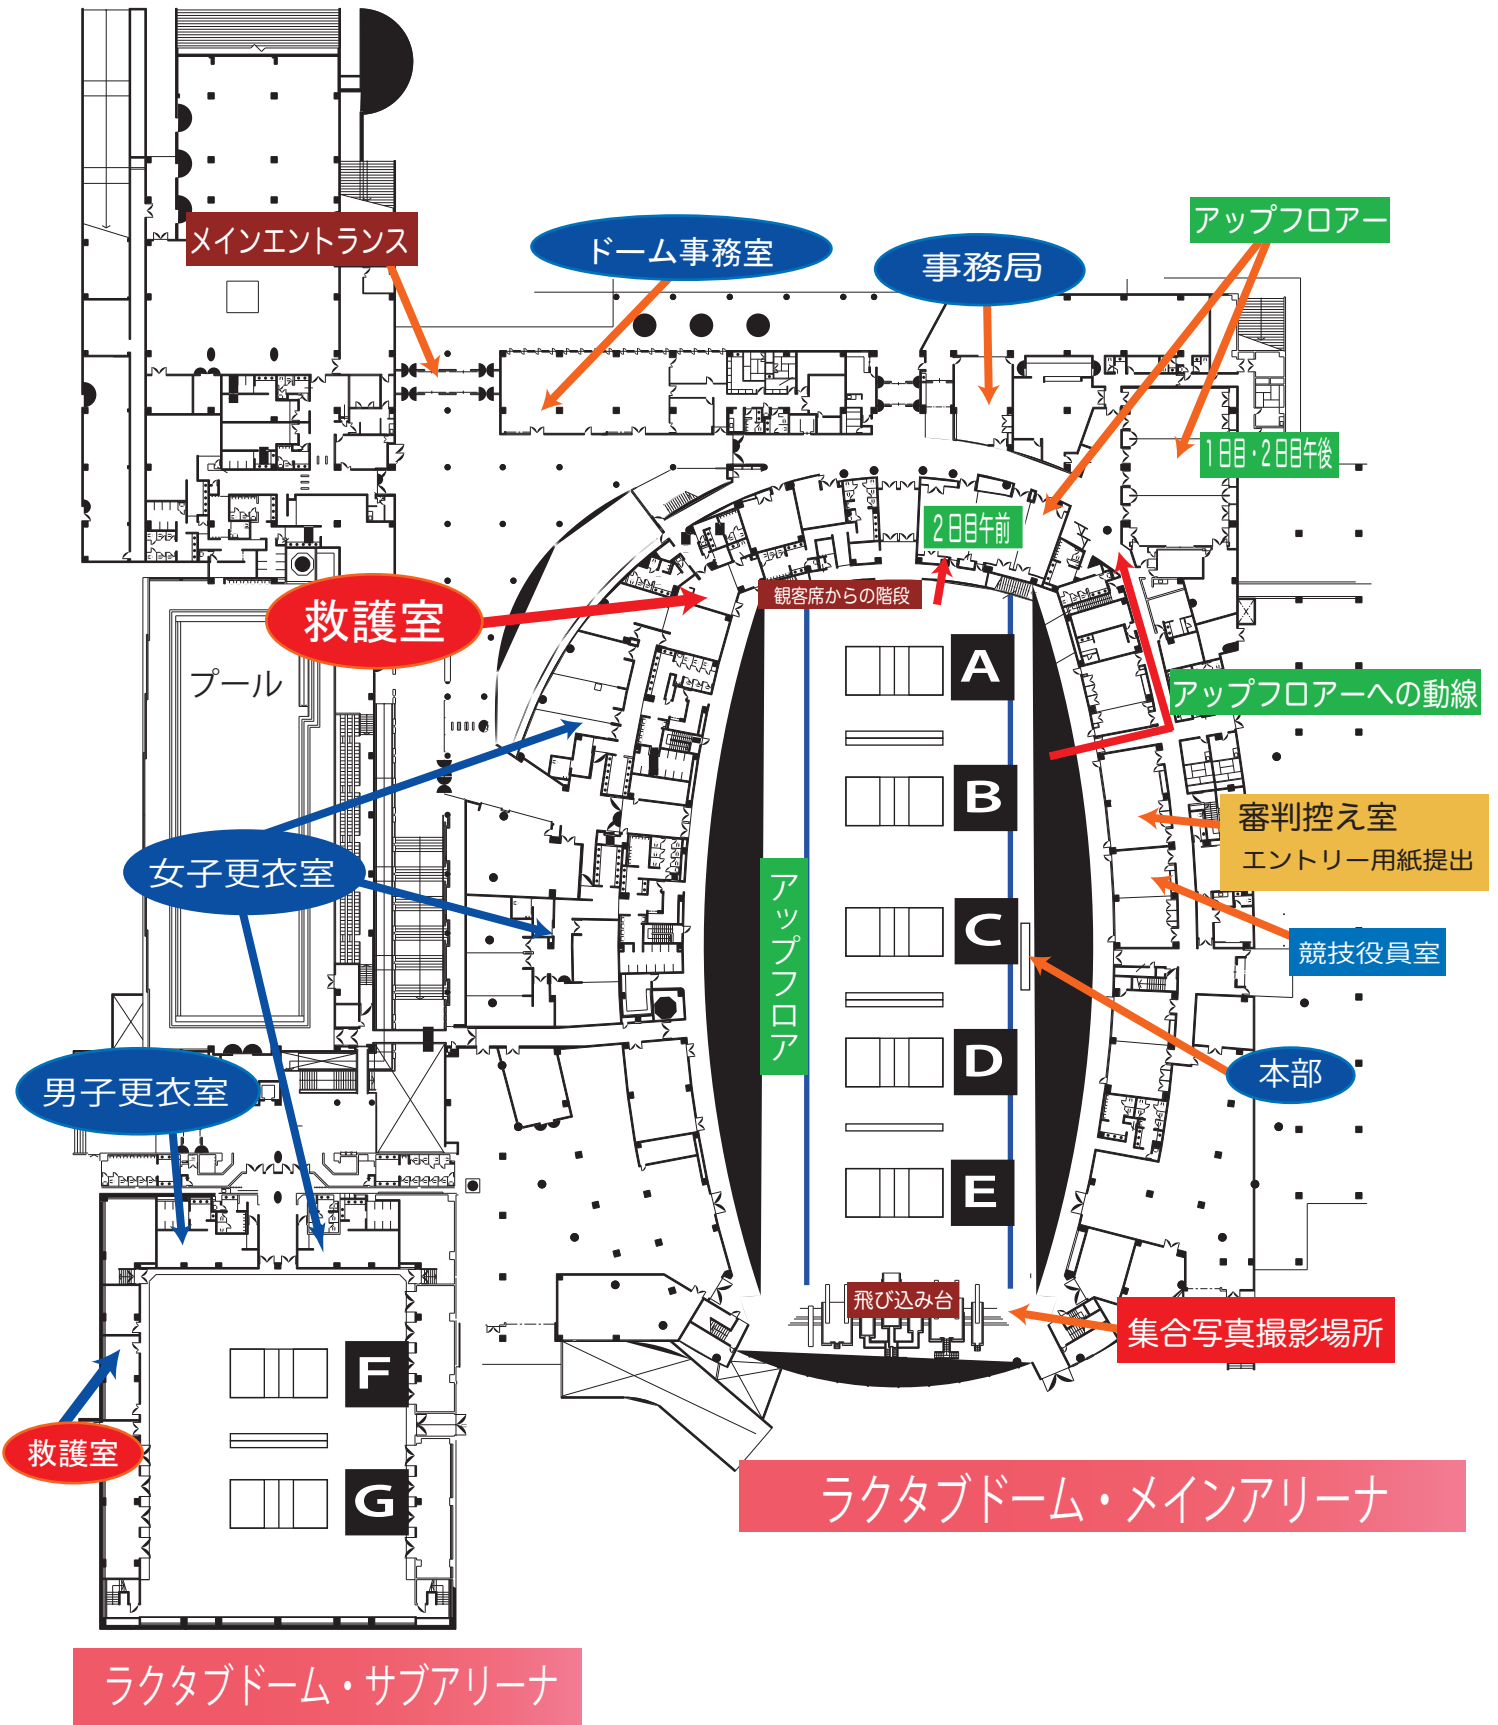 メインエントランス
ドーム事務室
事務局
アップフロアー
1日目・2日目午後
2日目午前
観客席からの階段
救護室
プール
A
アップフロアーへの動線
B
審判控え室
エントリー用紙提出
女子更衣室
アップフロア
C
競技役員室
D
本部
男子更衣室
E
飛び込み台
集合写真撮影場所
F
救護室
G
ラクタブドーム・メインアリーナ
ラクタブドーム・サブアリーナ